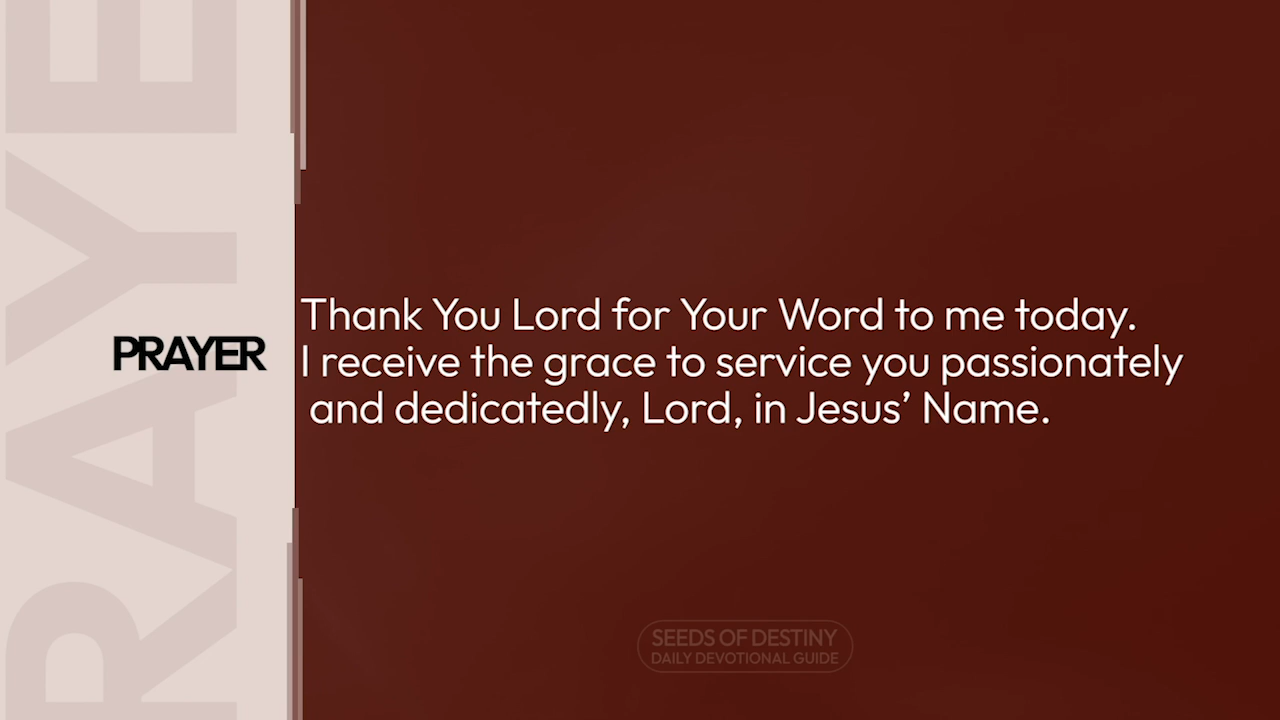 PRAYER
Thank You Lord for Your Word to me today.
I receive the grace to service you passionately
and dedicatedly, Lord, in Jesus’ Name.
SEEDS OF DESTINY
DAILY DEVOTIONAL GUIDE
RAYE